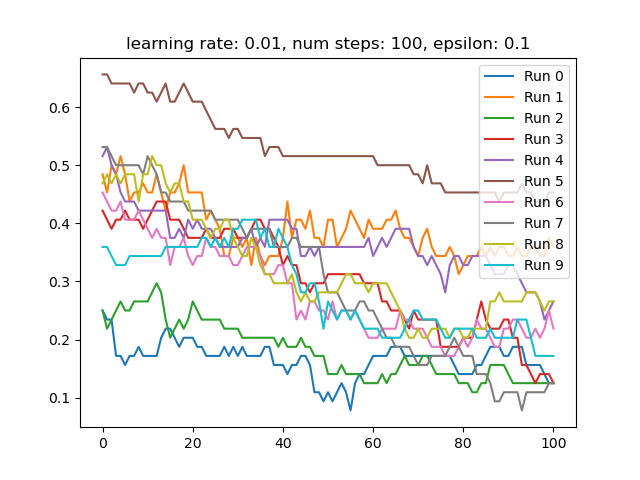 learning rate: 0.01, num steps: 100, epsilon: 0.1
0.6
0.5
0.4
0.3
0.2
0.1
0
20
40
60
80
100
Run 0
Run 1
Run 2
Run 3
Run 4
Run 5
Run 6
Run 7
Run 8
Run 9